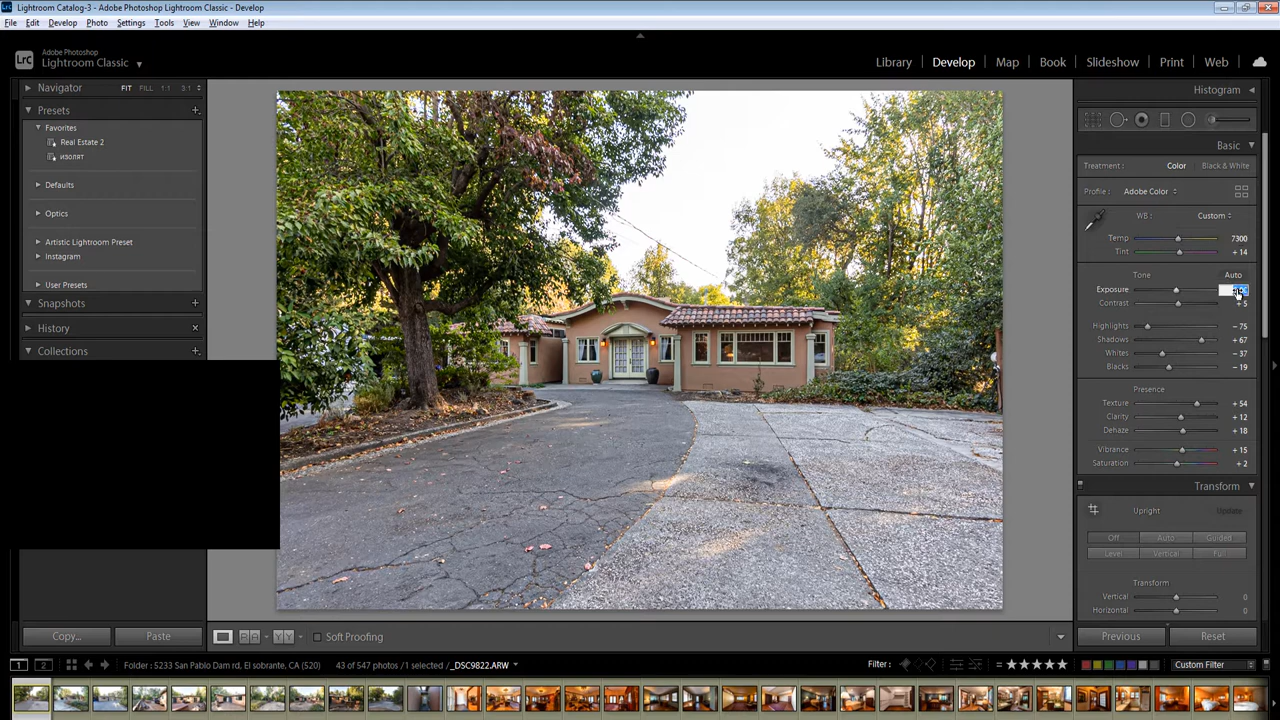 Lightroom Catalog-3 - Adobe Photoshop Lightroom Classic - Develop
File Edit Develop Photo Settings Tools View Window Help
LrC Adobe Photoshop
Lightroom Classic
Library Develop Map Book Slideshow Print Web
Navigator FIT FILL 1:1 3:1
Presets
Favorites
Real Estate 2
изолят
Defaults
Optics
Artistic Lightroom Preset
Instagram
User Presets
Snapshots
History
Collections
Copy... Paste
Histogram
Basic
Treatment: Color Black & White
Profile: Adobe Color
WB: Custom
Temp 7300
Tint + 14
Tone Auto
Exposure
Contrast + 5
Highlights − 75
Shadows + 67
Whites − 37
Blacks − 19
Presence
Texture + 54
Clarity + 12
Dehaze + 18
Vibrance + 15
Saturation + 2
Transform
Upright Update
Off Auto Guided
Level Vertical Full
Transform
Vertical 0
Horizontal 0
Previous Reset
Soft Proofing
1 2 Folder : 5233 San Pablo Dam rd, El sobrante, CA (520) 43 of 547 photos / 1 selected / _DSC9822.ARW
Filter : Custom Filter